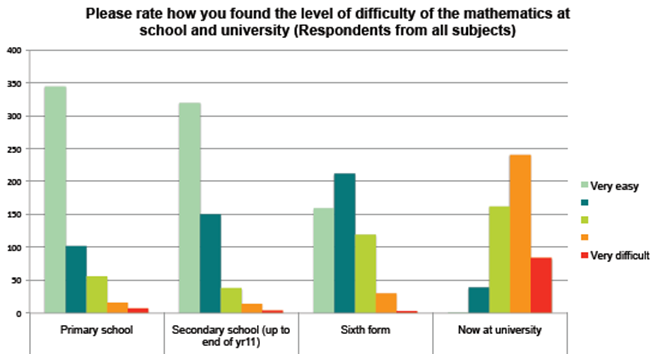 Please rate how you found the level of difficulty of the mathematics at
school and university (Respondents from all subjects)
400
350
300
250
200
150
100
50
0
Primary school
Secondary school (up to
end of yr11)
Sixth form
Now at university
Very easy
Very difficult